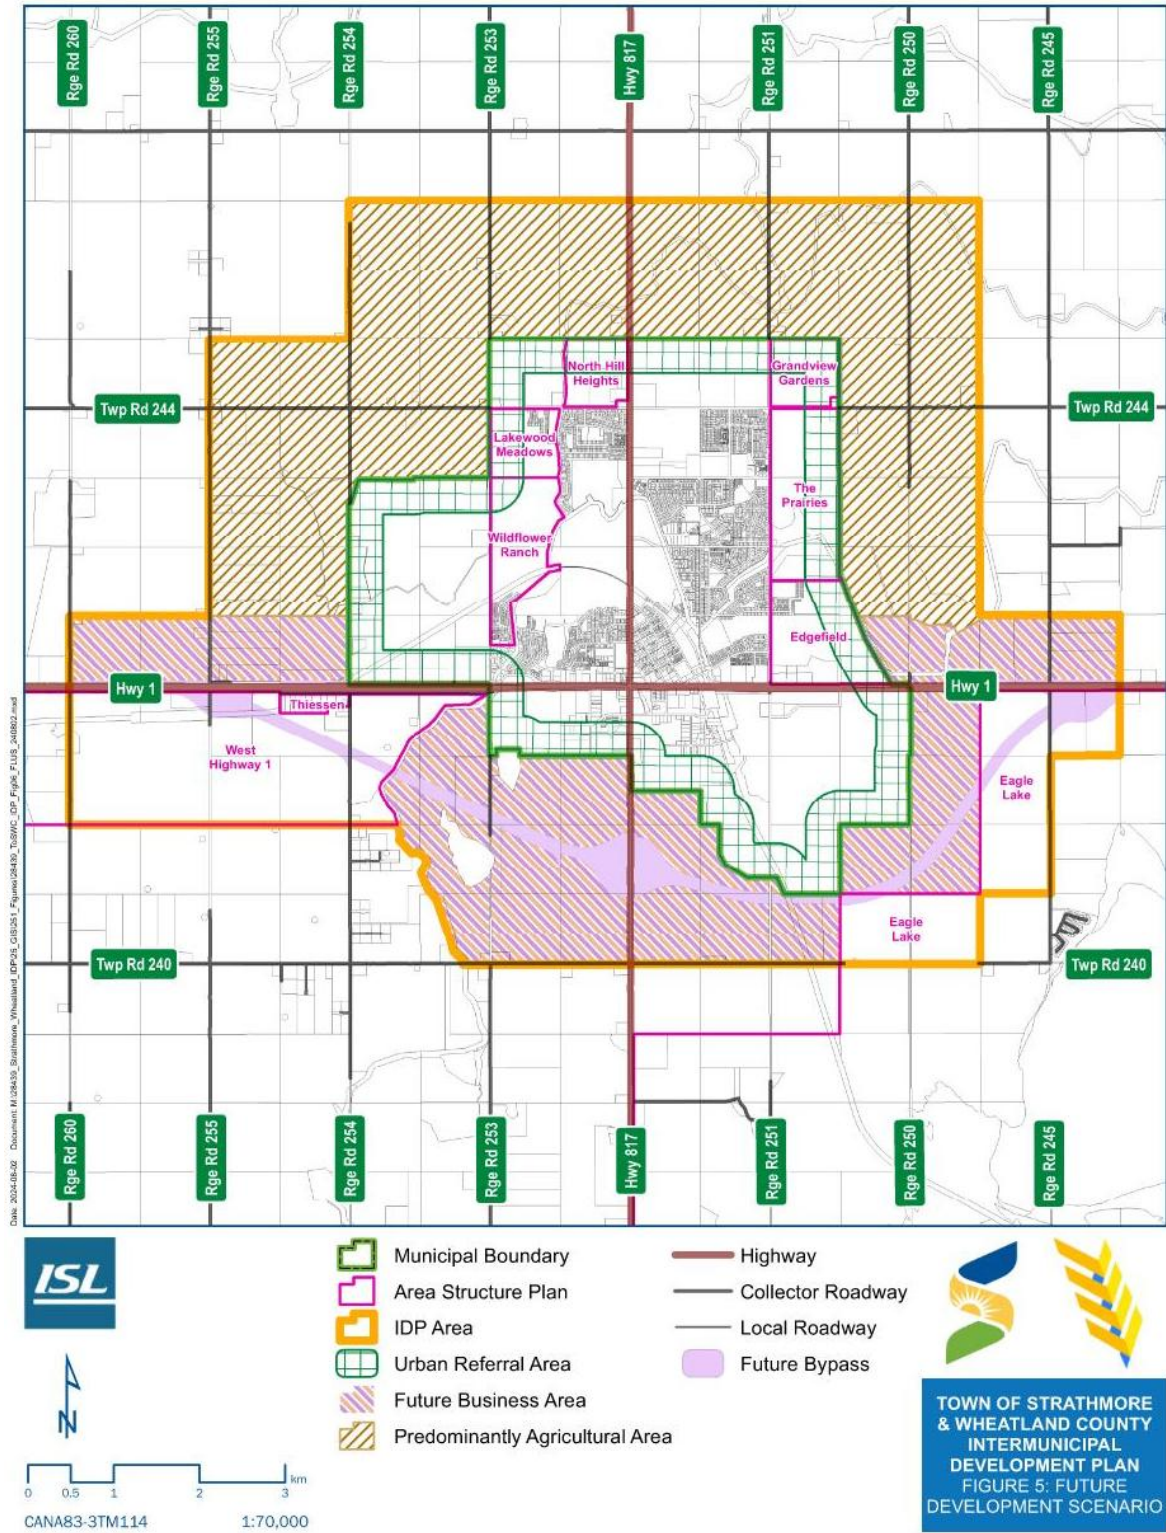 Rge Rd 260
Rge Rd 255
Rge Rd 254
Rge Rd 253
Hwy 817
Rge Rd 251
Rge Rd 250
Rge Rd 245
North Hill
Heights
Grandview
Gardens
Twp Rd 244
Twp Rd 244
Lakewood
Meadows
The
Prairies
Wildflower
Ranch
Edgefield
Hwy 1
Hwy 1
Thiessen
West
Highway 1
Eagle
Lake
Eagle
Lake
Twp Rd 240
Twp Rd 240
Rge Rd 260
Rge Rd 255
Rge Rd 254
Rge Rd 253
Hwy 817
Rge Rd 251
Rge Rd 250
Rge Rd 245
ISL
N
0 0.5 1 2 3 km
CANA83-3TM114 1:70,000
Municipal Boundary
Area Structure Plan
IDP Area
Urban Referral Area
Future Business Area
Predominantly Agricultural Area
Highway
Collector Roadway
Local Roadway
Future Bypass
TOWN OF STRATHMORE
& WHEATLAND COUNTY
INTERMUNICIPAL
DEVELOPMENT PLAN
FIGURE 5: FUTURE
DEVELOPMENT SCENARIO